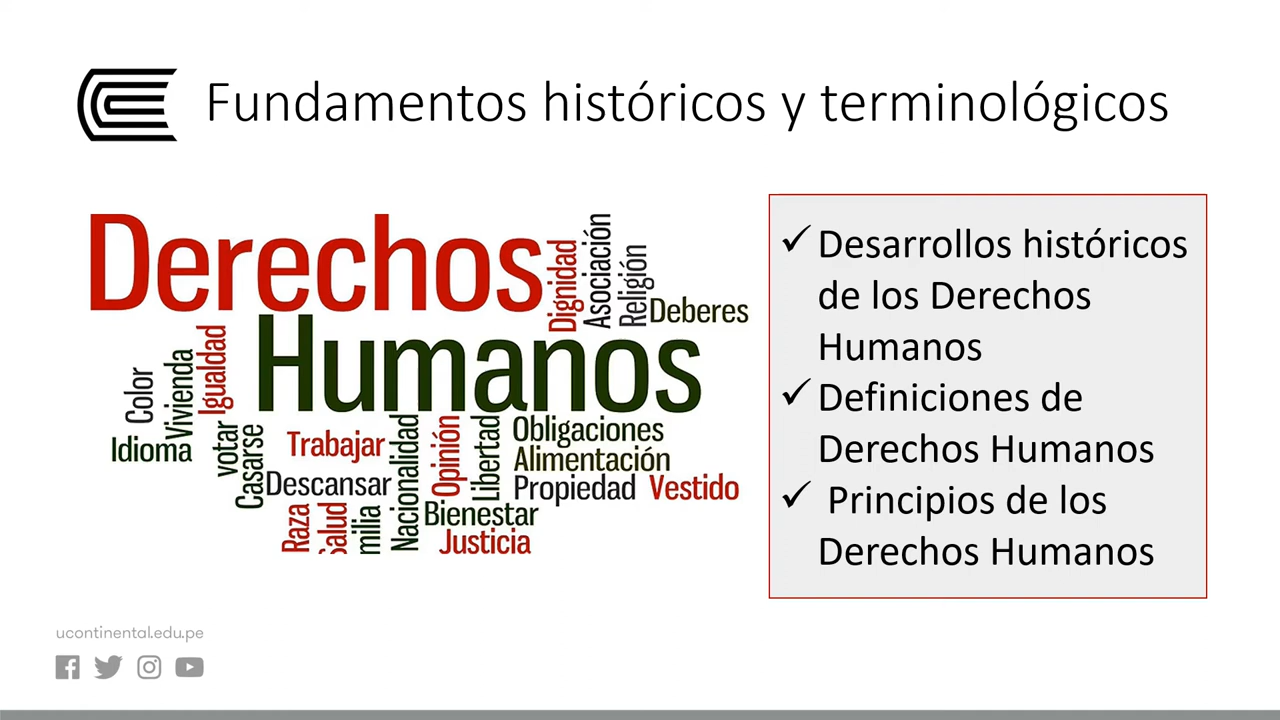 Fundamentos históricos y terminológicos
Derechos
Humanos
Dignidad
Asociación
Religión
Deberes
Color
Vivienda
Igualdad
Idioma
votar
Casarse
Trabajar
Descansar
Nacionalidad
Opinión
Libertad
Obligaciones
Alimentación
Propiedad
Vestido
Raza
Bienestar
Justicia
✓ Desarrollos históricos
de los Derechos
Humanos
✓ Definiciones de
Derechos Humanos
✓ Principios de los
Derechos Humanos
ucontinental.edu.pe